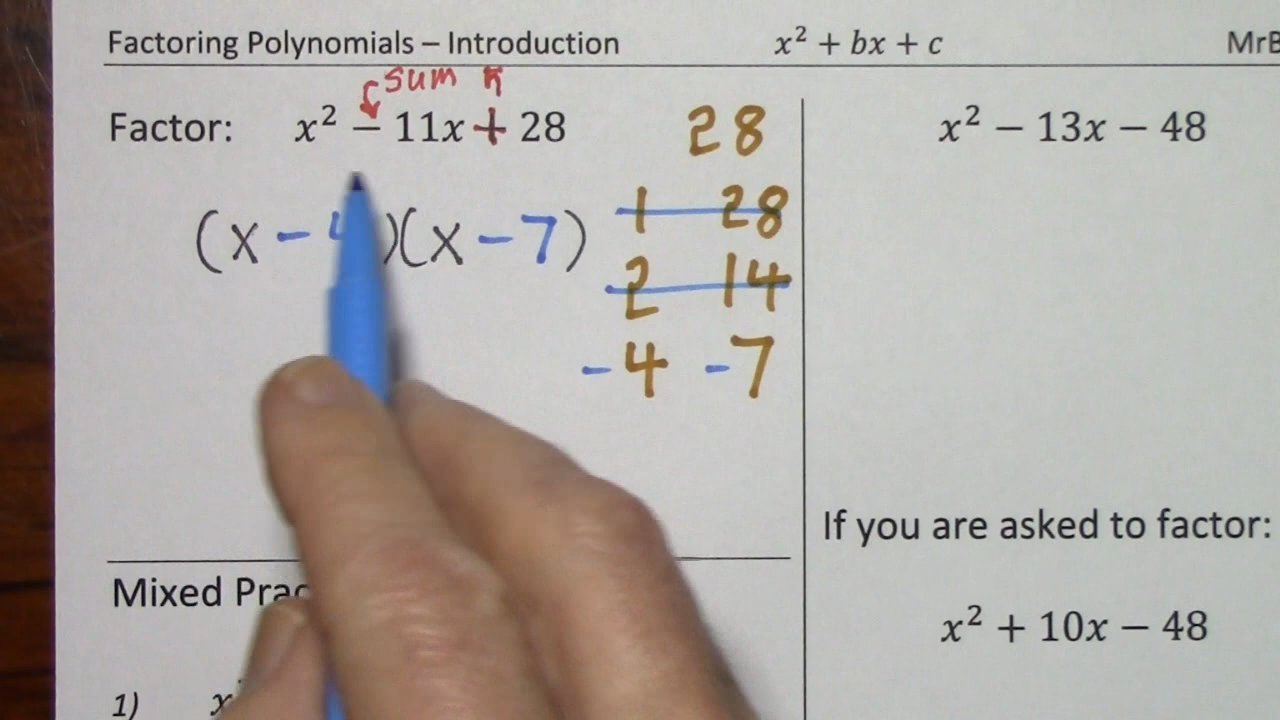 Factoring Polynomials – Introduction x² + bx + c MrB
sum
Factor: x² − 11x + 28
(x - 4)(x - 7)
28
1 28
2 14
-4 -7
Mixed Prac
1) x
x² − 13x − 48
If you are asked to factor:
x² + 10x − 48